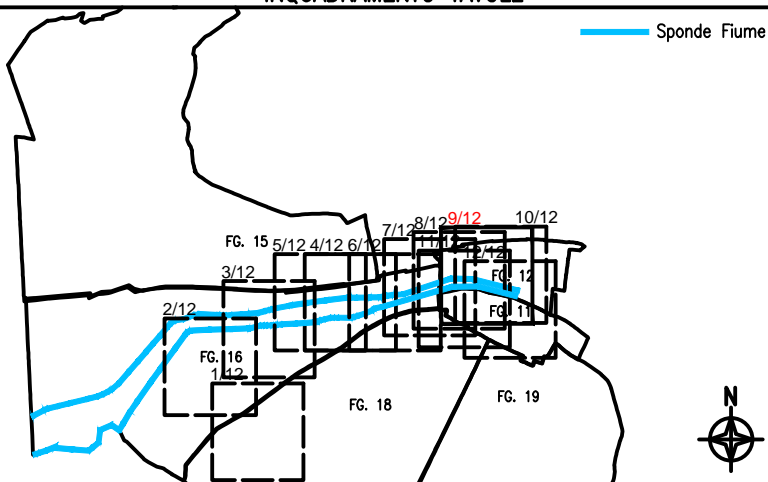 INQUADRAMENTO TAVOLE
Sponde Fiume
8/12
9/12
10/12
7/12
FG. 15
5/12
4/12
6/12
11/12
12/12
3/12
FG. 12
2/12
FG. 11
FG. 16
1/12
FG. 18
FG. 19
N